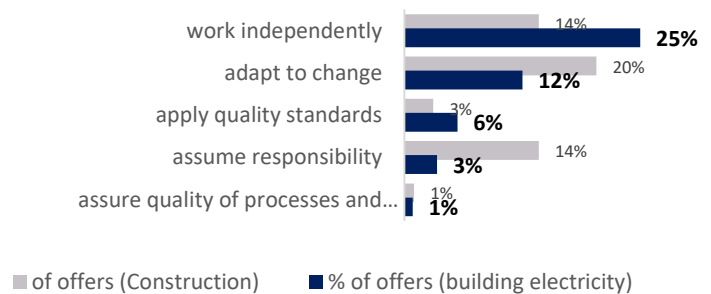 work independently 14% 25%
adapt to change 20% 12%
apply quality standards 3% 6%
assume responsibility 14% 3%
assure quality of processes and... 1% 1%
of offers (Construction) % of offers (building electricity)